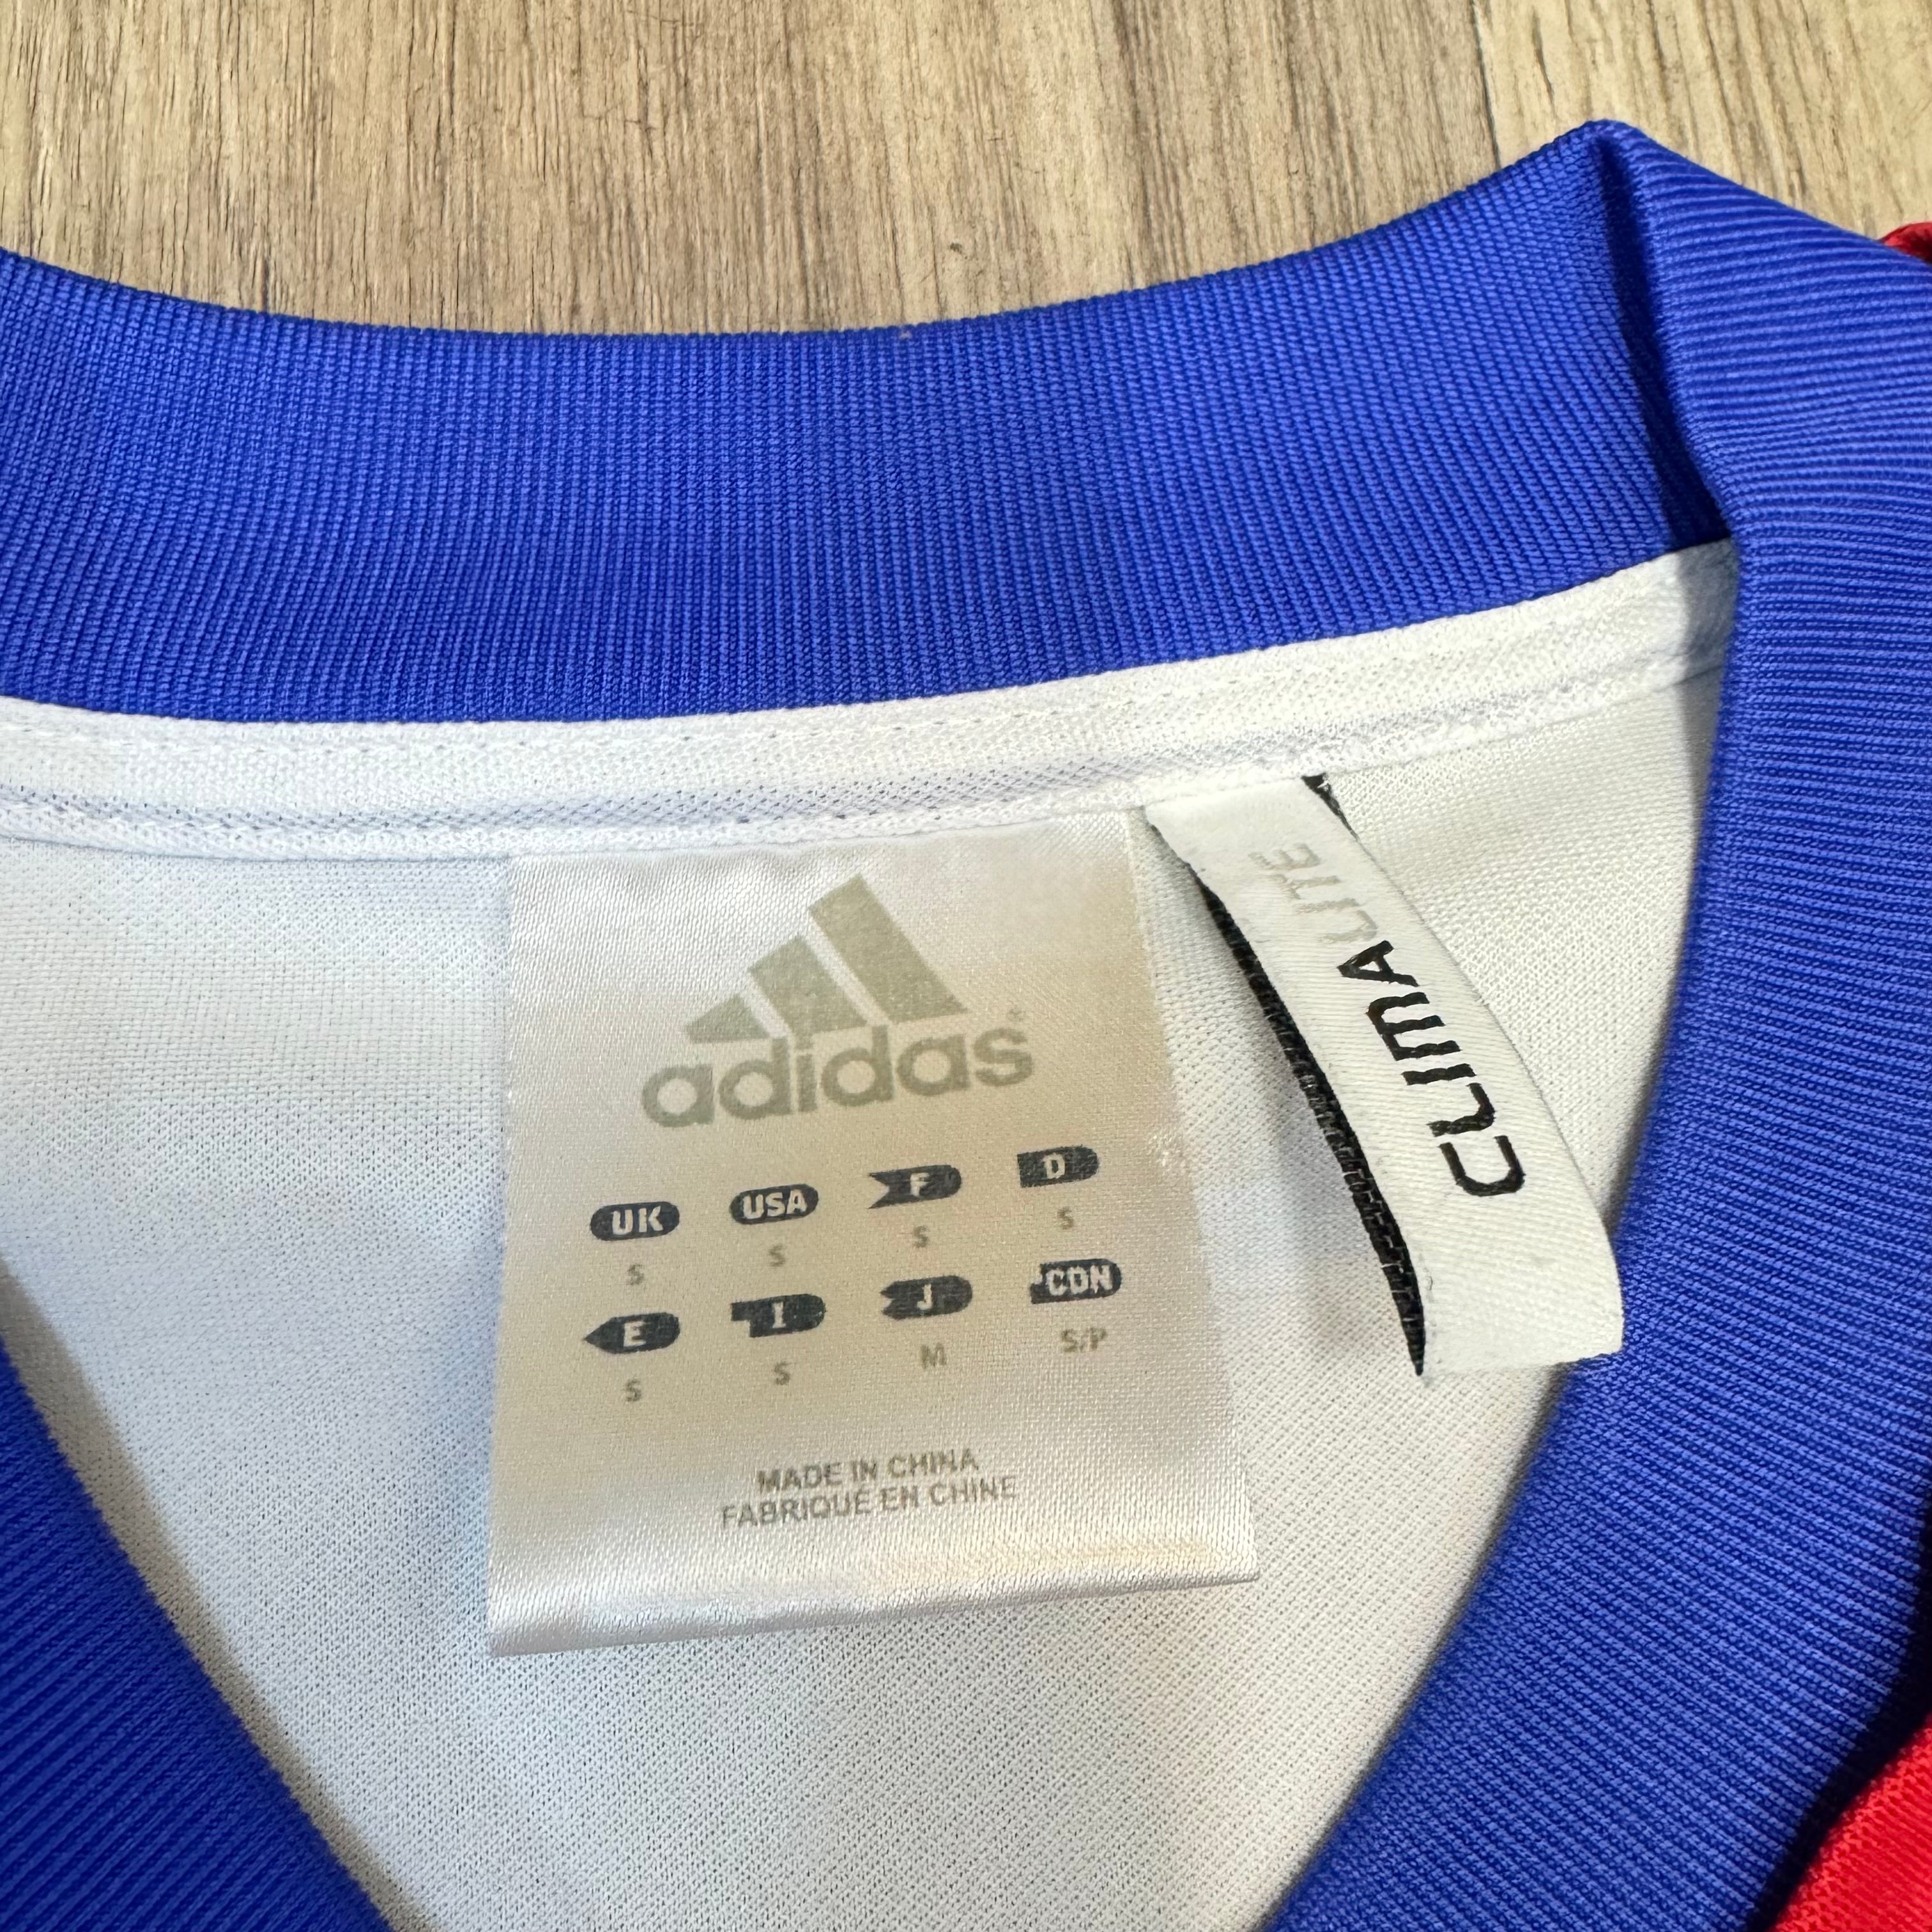 adidas®
UK USA F D
S S S S
E I J CDN
S S M S/P
MADE IN CHINA
FABRIQUÉ EN CHINE
CLIMALITE